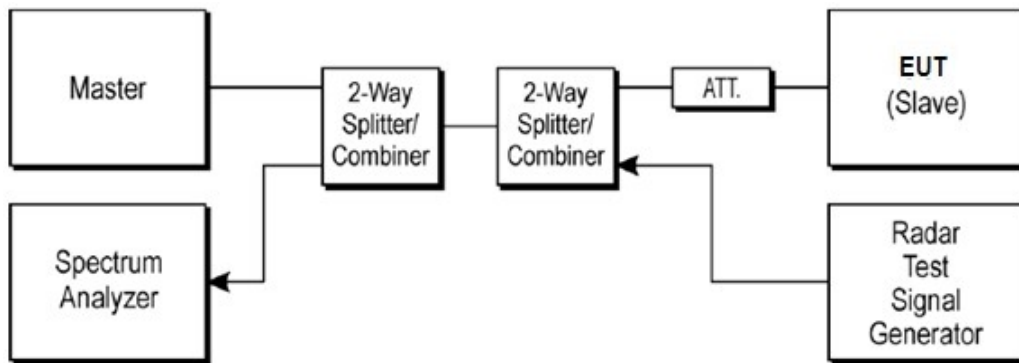 Master
2-Way
Splitter/
Combiner
2-Way
Splitter/
Combiner
ATT.
EUT
(Slave)
Spectrum
Analyzer
Radar
Test
Signal
Generator